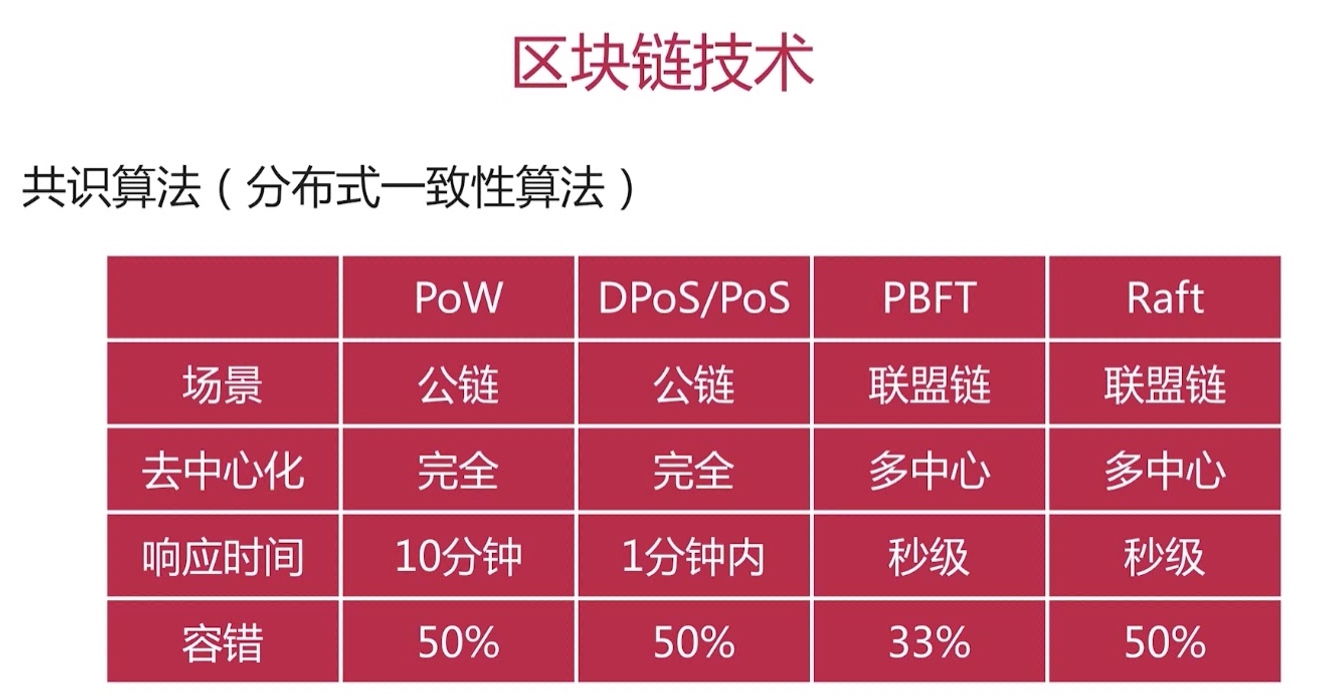 区块链技术
共识算法（分布式一致性算法）
PoW DPoS/PoS PBFT Raft
场景 公链 公链 联盟链 联盟链
去中心化 完全 完全 多中心 多中心
响应时间 10分钟 1分钟内 秒级 秒级
容错 50% 50% 33% 50%